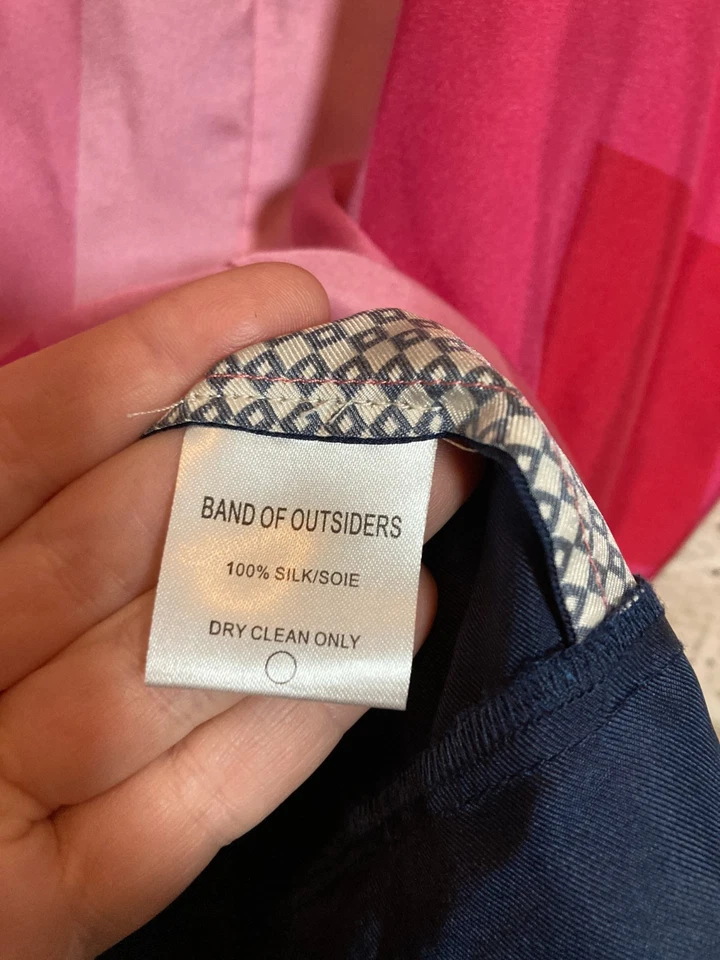 BAND OF OUTSIDERS
100% SILK/SOIE
DRY CLEAN ONLY